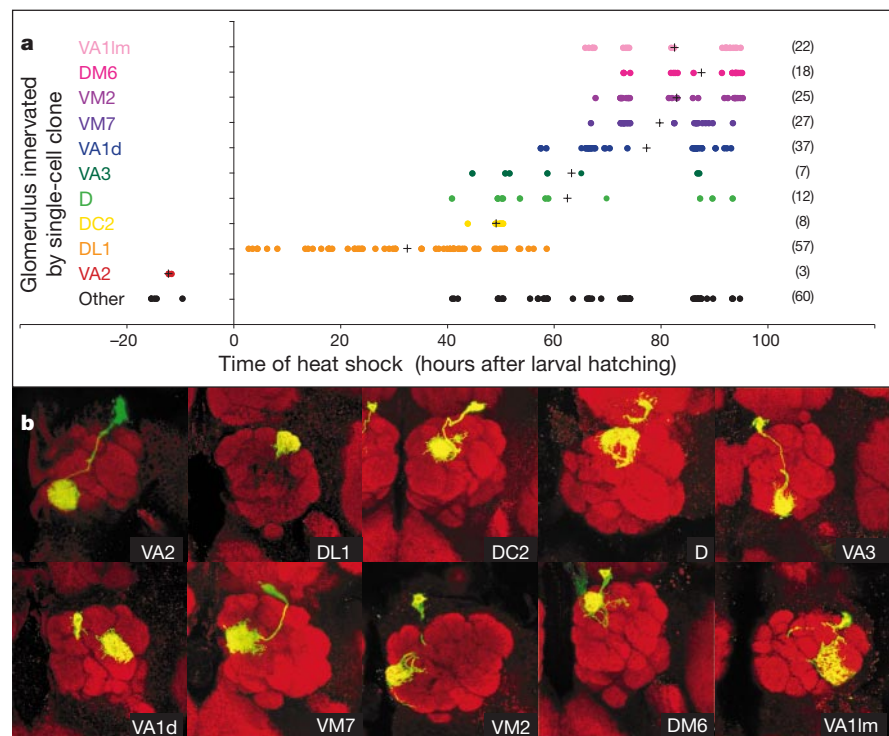 a
Glomerulus innervated
by single-cell clone
VA1lm (22)
DM6 (18)
VM2 (25)
VM7 (27)
VA1d (37)
VA3 (7)
D (12)
DC2 (8)
DL1 (57)
VA2 (3)
Other (60)
−20 0 20 40 60 80 100
Time of heat shock (hours after larval hatching)
b
VA2 DL1 DC2 D VA3
VA1d VM7 VM2 DM6 VA1lm